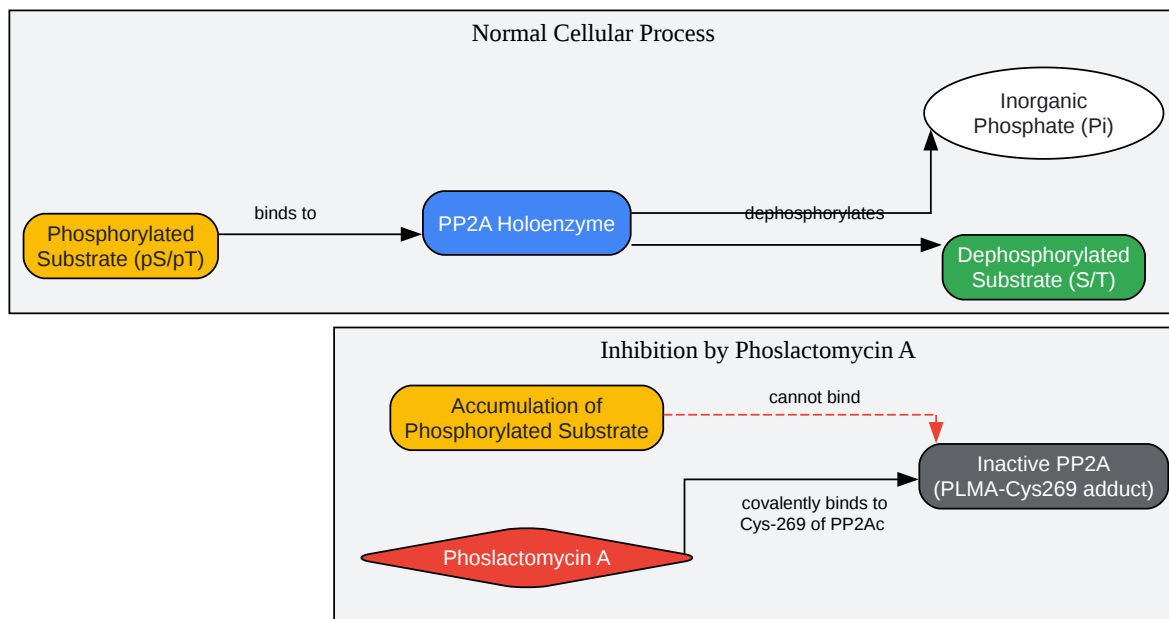 Normal Cellular Process
Inorganic
Phosphate (Pi)
binds to
PP2A Holoenzyme
dephosphorylates
Phosphorylated
Substrate (pS/pT)
Dephosphorylated
Substrate (S/T)
Inhibition by Phoslactomycin A
Accumulation of
Phosphorylated Substrate
cannot bind
Inactive PP2A
(PLMA-Cys269 adduct)
covalently binds to
Cys-269 of PP2Ac
Phoslactomycin A